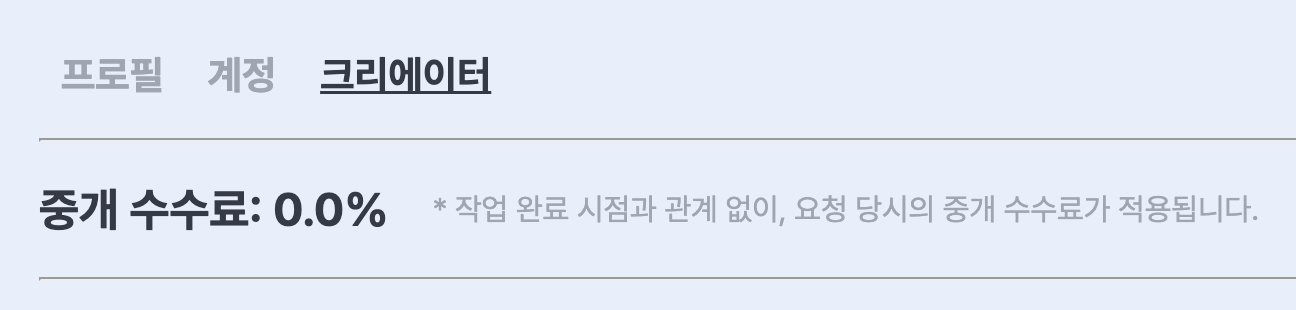 프로필 계정 크리에이터
중개 수수료: 0.0% * 작업 완료 시점과 관계 없이, 요청 당시의 중개 수수료가 적용됩니다.